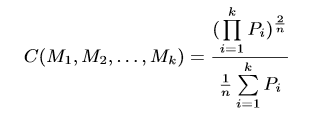 C(M_1, M_2, \ldots, M_k) = \frac{(\prod_{i=1}^{k} P_i)^{\frac{2}{n}}}{\frac{1}{n} \sum_{i=1}^{k} P_i}